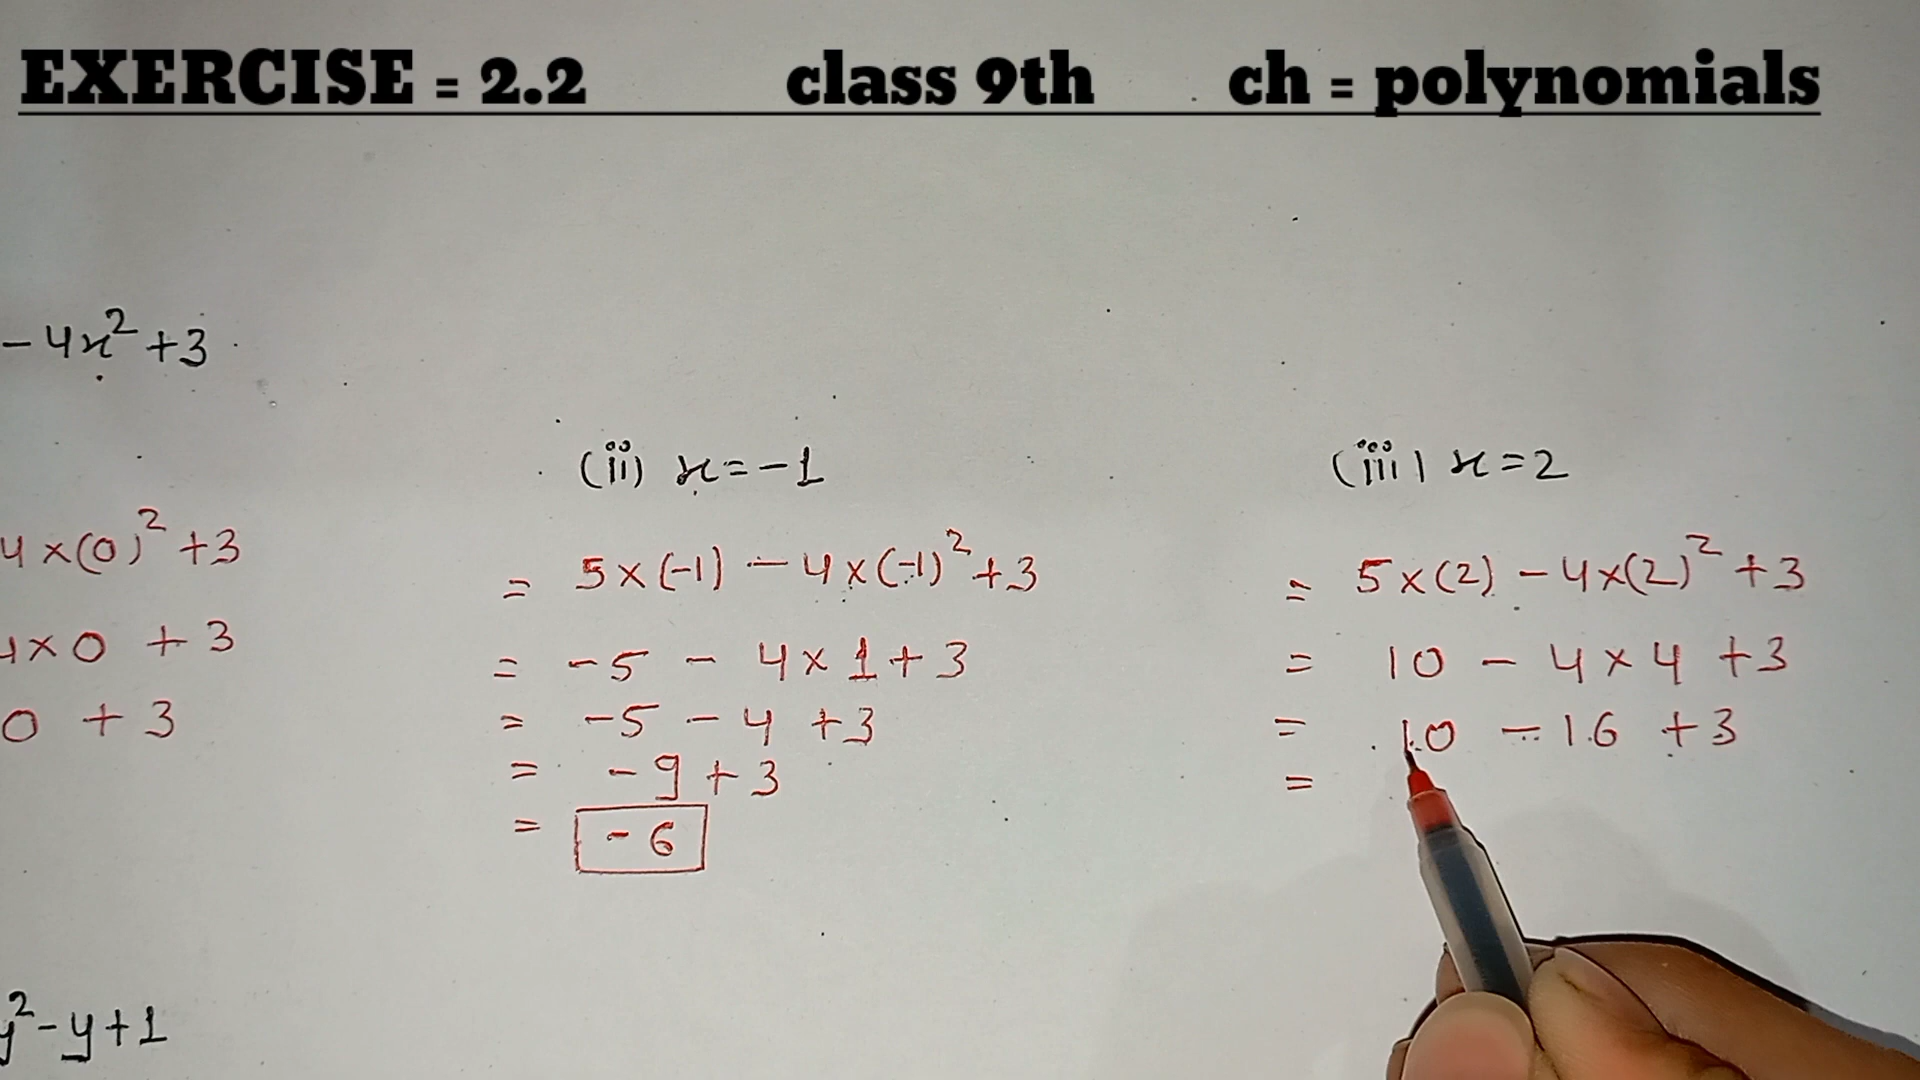 EXERCISE = 2.2 class 9th ch = polynomials
- 4x² + 3
4 × (0)² + 3
4 × 0 + 3
0 + 3
(ii) x = -1
= 5 × (-1) - 4 × (-1)² + 3
= -5 - 4 × 1 + 3
= -5 - 4 + 3
= -9 + 3
= -6
(iii) x = 2
= 5 × (2) - 4 × (2)² + 3
= 10 - 4 × 4 + 3
= 10 - 16 + 3
=
y² - y + 1